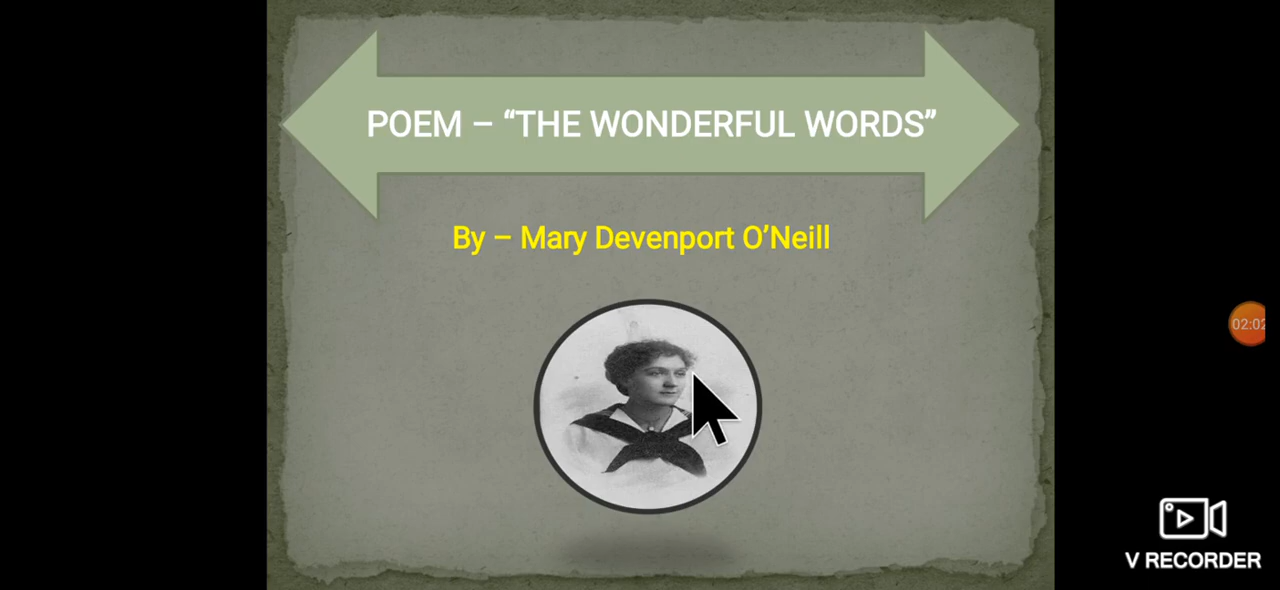 POEM – “THE WONDERFUL WORDS”
By – Mary Devenport O’Neill
02:02
V RECORDER